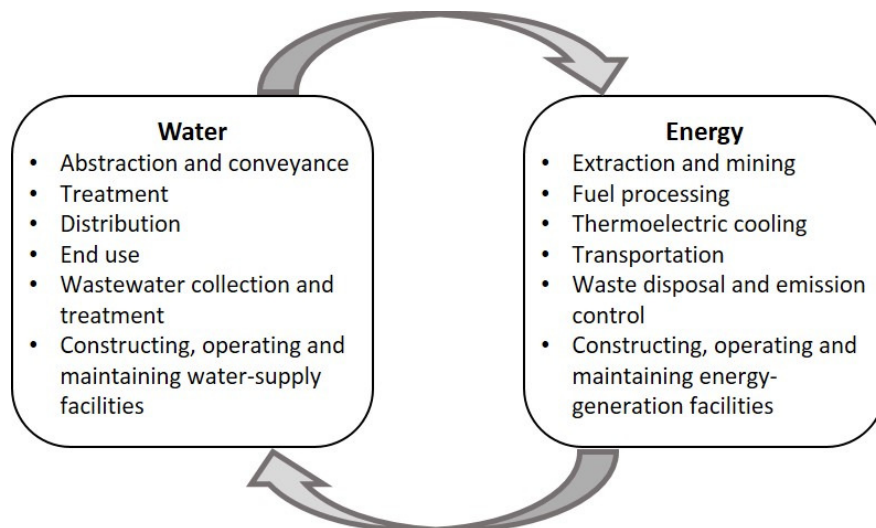 Water
• Abstraction and conveyance
• Treatment
• Distribution
• End use
• Wastewater collection and
treatment
• Constructing, operating and
maintaining water-supply
facilities
Energy
• Extraction and mining
• Fuel processing
• Thermoelectric cooling
• Transportation
• Waste disposal and emission
control
• Constructing, operating and
maintaining energy-
generation facilities